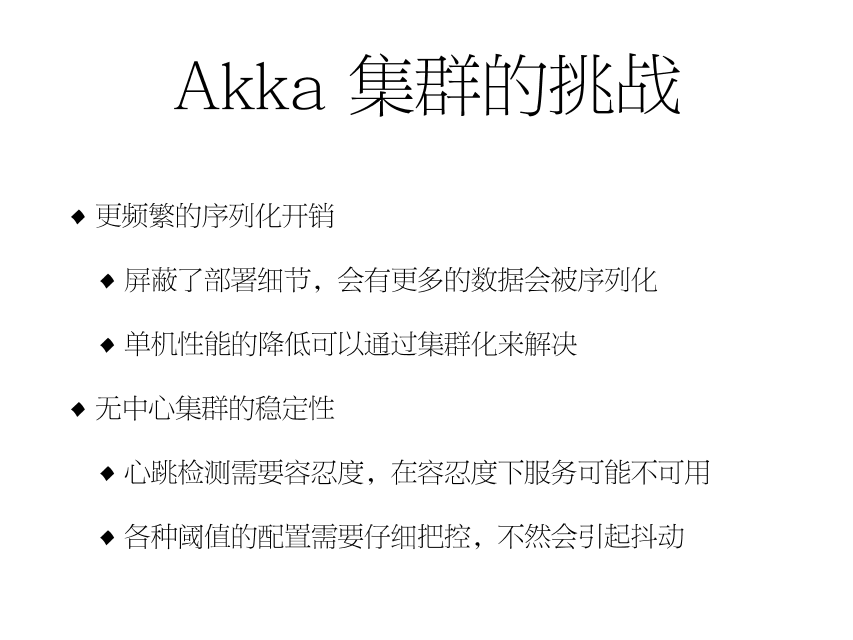 Akka 集群的挑战
更频繁的序列化开销
屏蔽了部署细节，会有更多的数据会被序列化
单机性能的降低可以通过集群化来解决
无中心集群的稳定性
心跳检测需要容忍度，在容忍度下服务可能不可用
各种阈值的配置需要仔细把控，不然会引起抖动